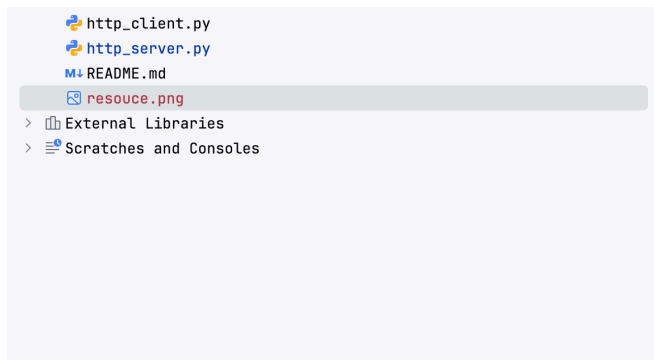 http_client.py
http_server.py
M↓ README.md
resouce.png
External Libraries
Scratches and Consoles